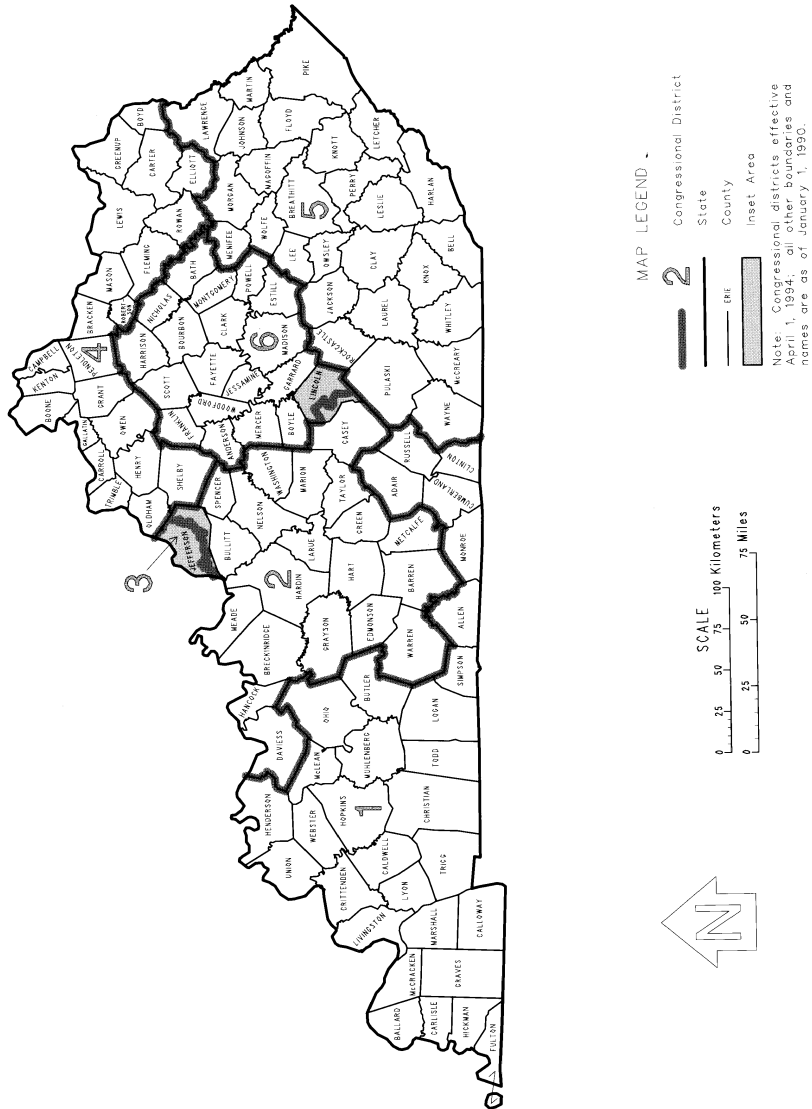 BOONE
KENTON
CAMPBELL
GALLATIN
GRANT
PENDLETON
4
BRACKEN
CARROLL
OWEN
MASON
ROBERT-
SON
TRIMBLE
HENRY
HARRISON
LEWIS
GREENUP
BOYD
OLDHAM
SHELBY
FRANKLIN
SCOTT
NICHOLAS
FLEMING
ROWAN
CARTER
3
JEFFERSON
SPENCER
ANDERSON
WOODFORD
FAYETTE
BOURBON
BATH
ELLIOTT
LAWRENCE
BULLITT
NELSON
WASHINGTON
MERCER
JESSAMINE
CLARK
MONTGOMERY
MENIFEE
MORGAN
JOHNSON
MARTIN
MEADE
HARDIN
2
LARUE
MARION
BOYLE
GARRARD
MADISON
6
ESTILL
POWELL
WOLFE
MAGOFFIN
FLOYD
PIKE
HANCOCK
BRECKINRIDGE
GRAYSON
HART
GREEN
TAYLOR
CASEY
LINCOLN
ROCKCASTLE
JACKSON
LEE
OWSLEY
BREATHITT
5
PERRY
KNOTT
LETCHER
HENDERSON
DAVIESS
OHIO
EDMONSON
METCALFE
ADAIR
RUSSELL
PULASKI
LAUREL
CLAY
LESLIE
HARLAN
UNION
WEBSTER
McLEAN
BUTLER
WARREN
BARREN
CUMBERLAND
CLINTON
WAYNE
McCREARY
WHITLEY
KNOX
BELL
CRITTENDEN
HOPKINS
1
MUHLENBERG
LOGAN
SIMPSON
ALLEN
MONROE
LIVINGSTON
LYON
CALDWELL
CHRISTIAN
TODD
TRIGG
BALLARD
McCRACKEN
MARSHALL
CARLISLE
GRAVES
CALLOWAY
HICKMAN
FULTON
N
SCALE
0 25 50 75 100 Kilometers
0 25 50 75 Miles
MAP LEGEND
2 Congressional District
State
ERIE County
Inset Area
Note: Congressional districts effective
April 1, 1994; all other boundaries and
names are as of January 1, 1990.